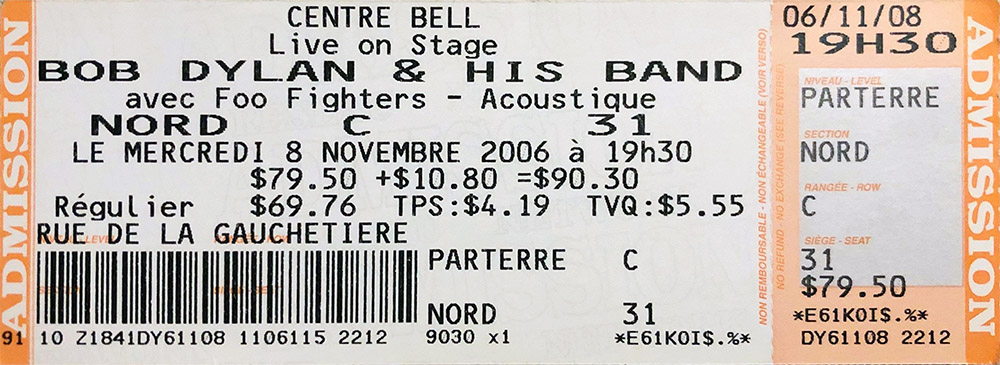 ADMISSION
CENTRE BELL
Live on Stage
BOB DYLAN & HIS BAND
avec Foo Fighters - Acoustique
NORD C 31
LE MERCREDI 8 NOVEMBRE 2006 à 19h30
$79.50 +$10.80 =$90.30
Régulier $69.76 TPS:$4.19 TVQ:$5.55
RUE DE LA GAUCHETIERE
PARTERRE C
NORD 31
91 10 Z1841DY61108 1106115 2212 9030 x1 *E61K0I$.%*
NON REMBOURSABLE - NON ÉCHANGEABLE (VOIR VERSO)
NO REFUND - NO EXCHANGE (SEE REVERSE)
06/11/08
19H30
NIVEAU - LEVEL
PARTERRE
SECTION
NORD
RANGÉE - ROW
C
SIÈGE - SEAT
31
$79.50
*E61K0I$.%*
DY61108 2212
ADMISSION